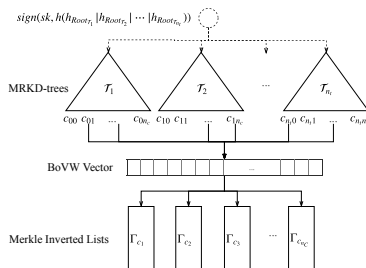 sign(sk, h(h_{Root_{T_1}}|h_{Root_{T_2}}| ⋯ |h_{Root_{T_{n_t}}}))
MRKD-trees T_1 T_2 ... T_{n_t}
c_{00} c_{01} ... c_{0n_c} c_{10} c_{11} ... c_{1n_c} c_{n_t0} c_{n_t1} ...
BoVW Vector ...
Merkle Inverted Lists Γ_{c_1} Γ_{c_2} Γ_{c_3} ... Γ_{c_{n_C}}